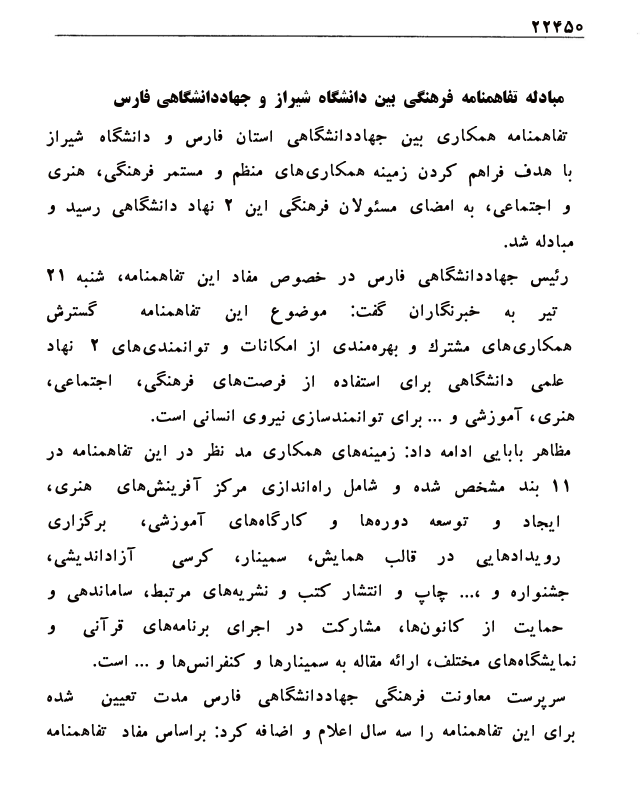 ۲۲۴۵۰
مبادله تفاهمنامه فرهنگی بین دانشگاه شیراز و جهاددانشگاهی فارس
تفاهمنامه همکاری بین جهاددانشگاهی استان فارس و دانشگاه شیراز
با هدف فراهم کردن زمینه همکاری‌های منظم و مستمر فرهنگی، هنری
و اجتماعی، به امضای مسئولان فرهنگی این ۲ نهاد دانشگاهی رسید و
مبادله شد.
رئیس جهاددانشگاهی فارس در خصوص مفاد این تفاهمنامه، شنبه ۲۱
تیر به خبرنگاران گفت: موضوع این تفاهمنامه گسترش
همکاری‌های مشترك و بهره‌مندی از امکانات و توانمندی‌های ۲ نهاد
علمی دانشگاهی برای استفاده از فرصت‌های فرهنگی، اجتماعی،
هنری، آموزشی و ... برای توانمندسازی نیروی انسانی است.
مظاهر بابایی ادامه داد: زمینه‌های همکاری مد نظر در این تفاهمنامه در
۱۱ بند مشخص شده و شامل راه‌اندازی مرکز آفرینش‌های هنری،
ایجاد و توسعه دوره‌ها و کارگاه‌های آموزشی، برگزاری
رویدادهایی در قالب همایش، سمینار، کرسی آزاداندیشی،
جشنواره و ،... چاپ و انتشار کتب و نشریه‌های مرتبط، ساماندهی و
حمایت از کانون‌ها، مشارکت در اجرای برنامه‌های قرآنی و
نمایشگاه‌های مختلف، ارائه مقاله به سمینارها و کنفرانس‌ها و ... است.
سرپرست معاونت فرهنگی جهاددانشگاهی فارس مدت تعیین شده
برای این تفاهمنامه را سه سال اعلام و اضافه کرد: براساس مفاد تفاهمنامه